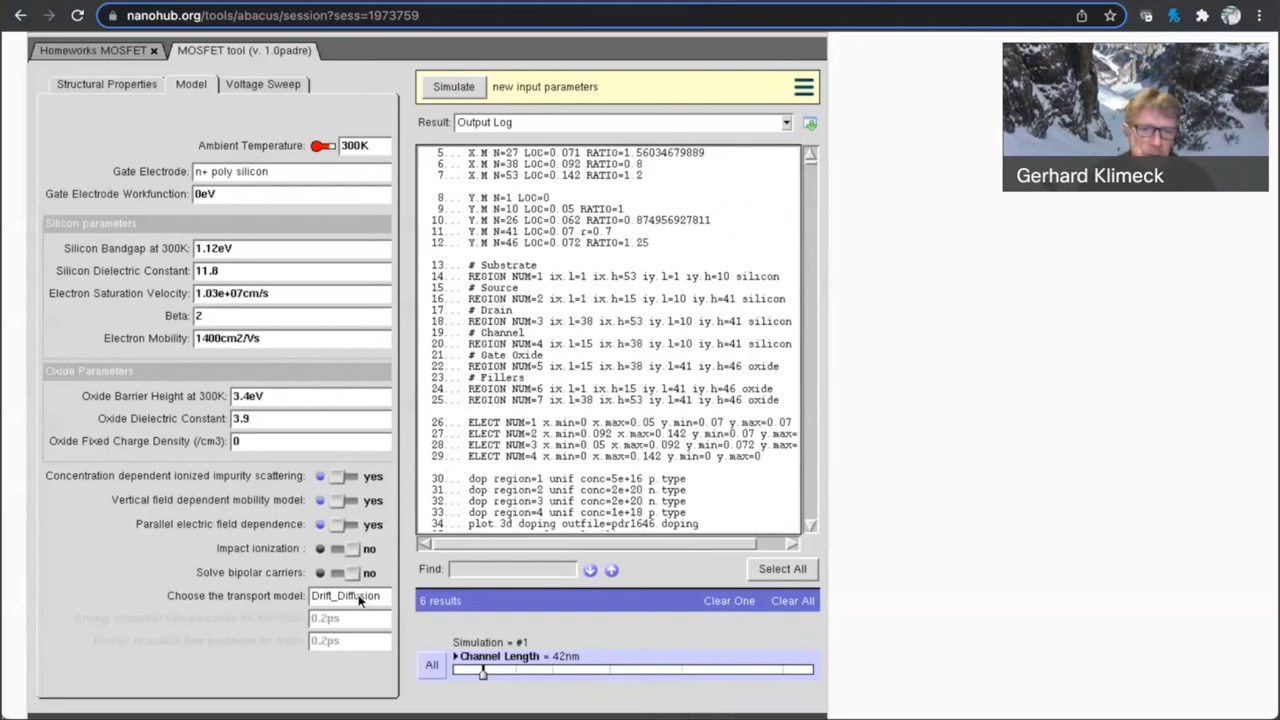 nanohub.org/tools/abacus/session?sess=1973759
Homeworks MOSFET ×
MOSFET tool (v. 1.0padre)
Structural Properties
Model
Voltage Sweep
Ambient Temperature: 300K
Gate Electrode: n+ poly silicon
Gate Electrode Workfunction: 0eV
Silicon parameters
Silicon Bandgap at 300K: 1.12eV
Silicon Dielectric Constant: 11.8
Electron Saturation Velocity: 1.03e+07cm/s
Beta: 2
Electron Mobility: 1400cm2/Vs
Oxide Parameters
Oxide Barrier Height at 300K: 3.4eV
Oxide Dielectric Constant: 3.9
Oxide Fixed Charge Density (/cm3): 0
Concentration dependent ionized impurity scattering: yes
Vertical field dependent mobility model: yes
Parallel electric field dependence: yes
Impact ionization : no
Solve bipolar carriers: no
Choose the transport model: Drift_Diffusion
0.2ps
0.2ps
Simulate new input parameters
Result: Output Log
5... X.M N=27 LOC=0.071 RATIO=1.56034679889
6... X.M N=38 LOC=0.092 RATIO=0.8
7... X.M N=53 LOC=0.142 RATIO=1.2
8... Y.M N=1 LOC=0
9... Y.M N=10 LOC=0.05 RATIO=1
10... Y.M N=26 LOC=0.062 RATIO=0.874956927811
11... Y.M N=41 LOC=0.07 r=0.7
12... Y.M N=46 LOC=0.072 RATIO=1.25
13... # Substrate
14... REGION NUM=1 ix.l=1 ix.h=53 iy.l=1 iy.h=10 silicon
15... # Source
16... REGION NUM=2 ix.l=1 ix.h=15 iy.l=10 iy.h=41 silicon
17... # Drain
18... REGION NUM=3 ix.l=38 ix.h=53 iy.l=10 iy.h=41 silicon
19... # Channel
20... REGION NUM=4 ix.l=15 ix.h=38 iy.l=10 iy.h=41 silicon
21... # Gate Oxide
22... REGION NUM=5 ix.l=15 ix.h=38 iy.l=41 iy.h=46 oxide
23... # Fillers
24... REGION NUM=6 ix.l=1 ix.h=15 iy.l=41 iy.h=46 oxide
25... REGION NUM=7 ix.l=38 ix.h=53 iy.l=41 iy.h=46 oxide
26... ELECT NUM=1 x.min=0 x.max=0.05 y.min=0.07 y.max=0.07
27... ELECT NUM=2 x.min=0.092 x.max=0.142 y.min=0.07 y.max=
28... ELECT NUM=3 x.min=0.05 x.max=0.092 y.min=0.072 y.max=
29... ELECT NUM=4 x.min=0 x.max=0.142 y.min=0 y.max=0
30... dop region=1 unif conc=5e+16 p.type
31... dop region=2 unif conc=2e+20 n.type
32... dop region=3 unif conc=2e+20 n.type
33... dop region=4 unif conc=1e+18 p.type
34... plot.3d doping outfile=pdr1646.doping
Find:
Select All
6 results
Clear One
Clear All
Simulation = #1
All
Channel Length = 42nm
Gerhard Klimeck